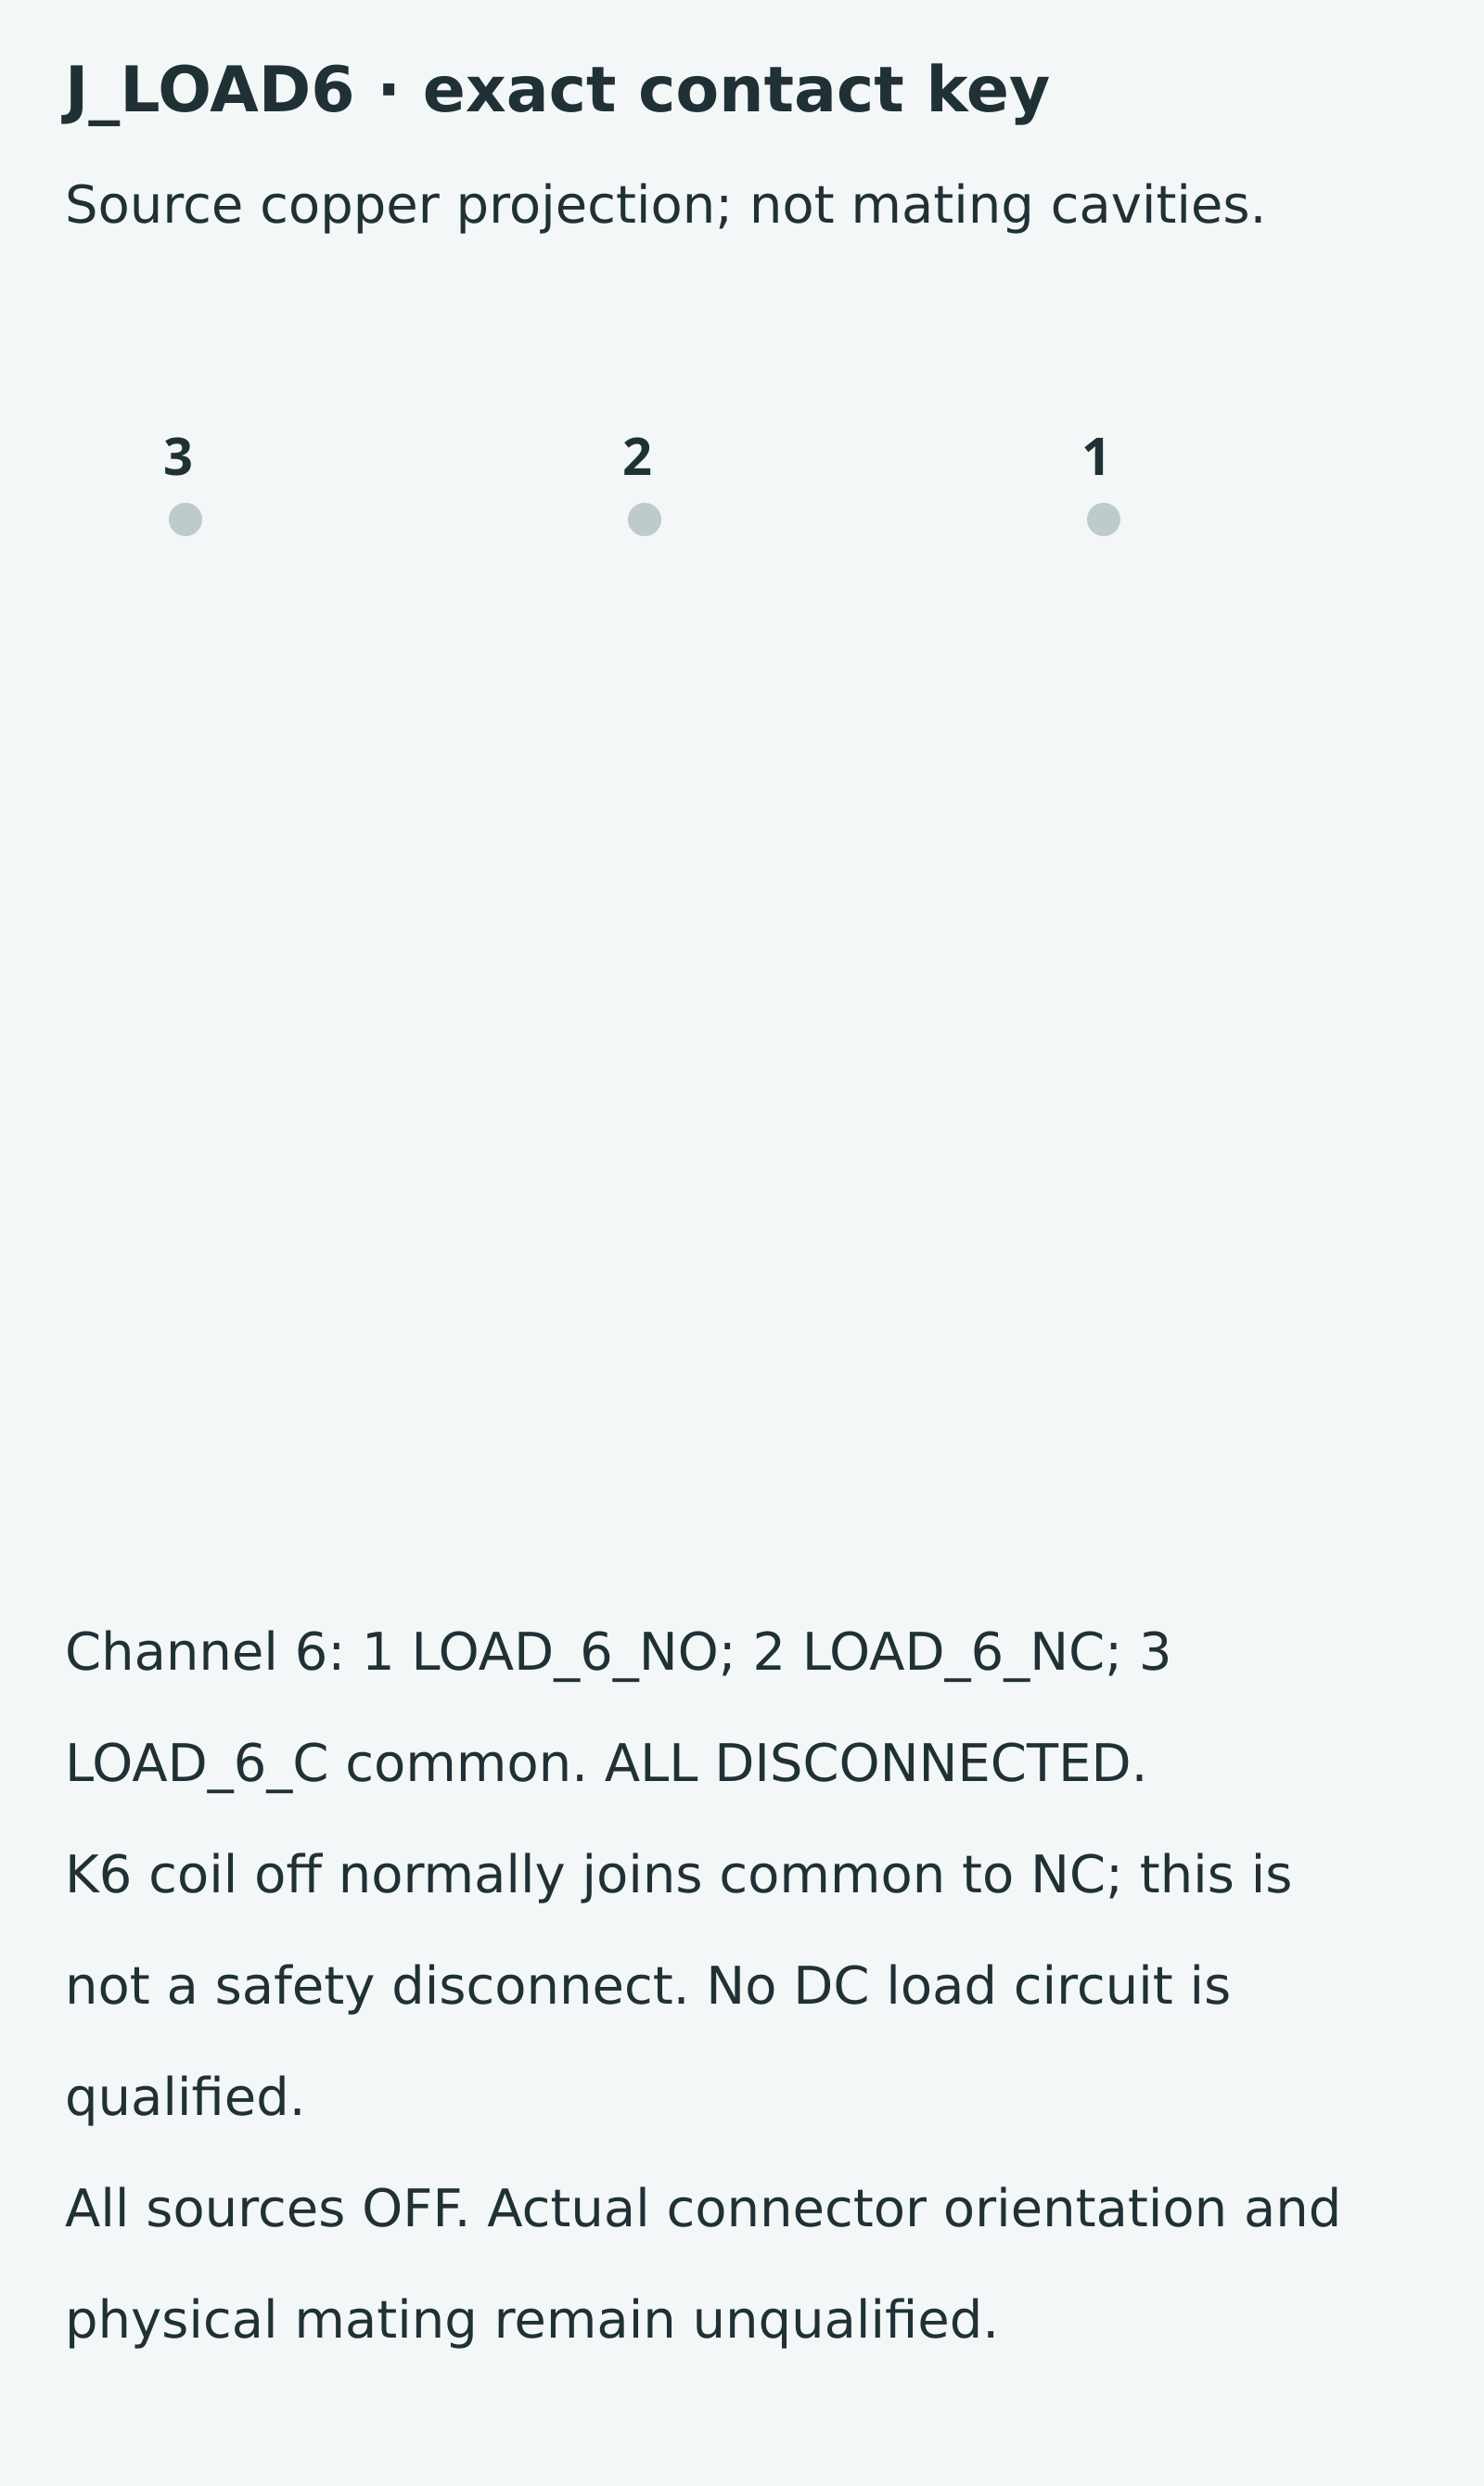 J_LOAD6 · exact contact key
Source copper projection; not mating cavities.
3 2 1
Channel 6: 1 LOAD_6_NO; 2 LOAD_6_NC; 3
LOAD_6_C common. ALL DISCONNECTED.
K6 coil off normally joins common to NC; this is
not a safety disconnect. No DC load circuit is
qualified.
All sources OFF. Actual connector orientation and
physical mating remain unqualified.